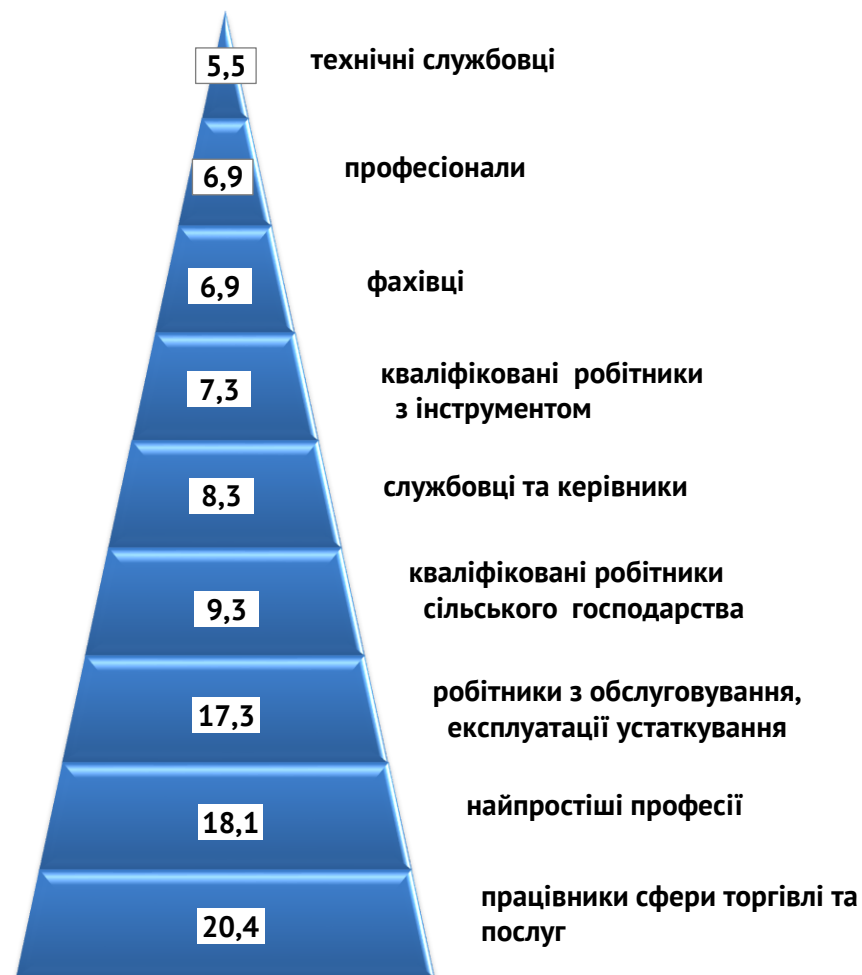 5,5 технічні службовці
6,9 професіонали
6,9 фахівці
7,3 кваліфіковані робітники
з інструментом
8,3 службовці та керівники
9,3 кваліфіковані робітники
сільського господарства
17,3 робітники з обслуговування,
експлуатації устаткування
18,1 найпростіші професії
20,4 працівники сфери торгівлі та
послуг